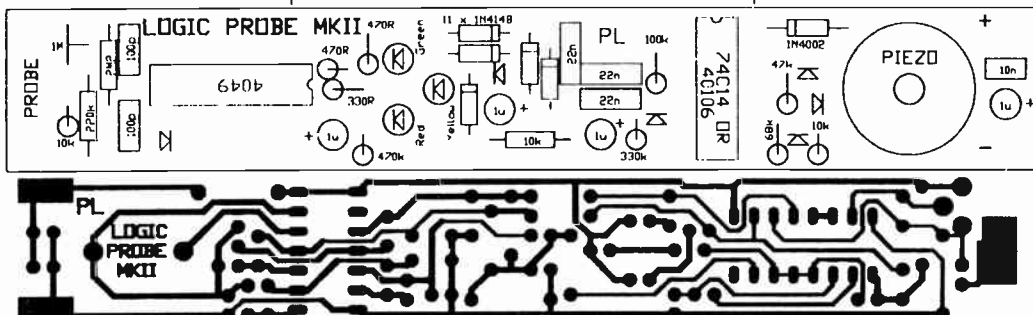 LOGIC PROBE MKII
PROBE
1M
100p
220k
10k
100p
4049
470R
470R
330R
Green
Red
Yellow
1u
470k
11 x 1N4148
1u
10k
PL
22n
22n
22n
100k
1u
330k
74C14 OR
40106
1N4002
47k
68k
10k
PIEZO
+
10n
1u
+
-
PL
LOGIC
PROBE
MKII